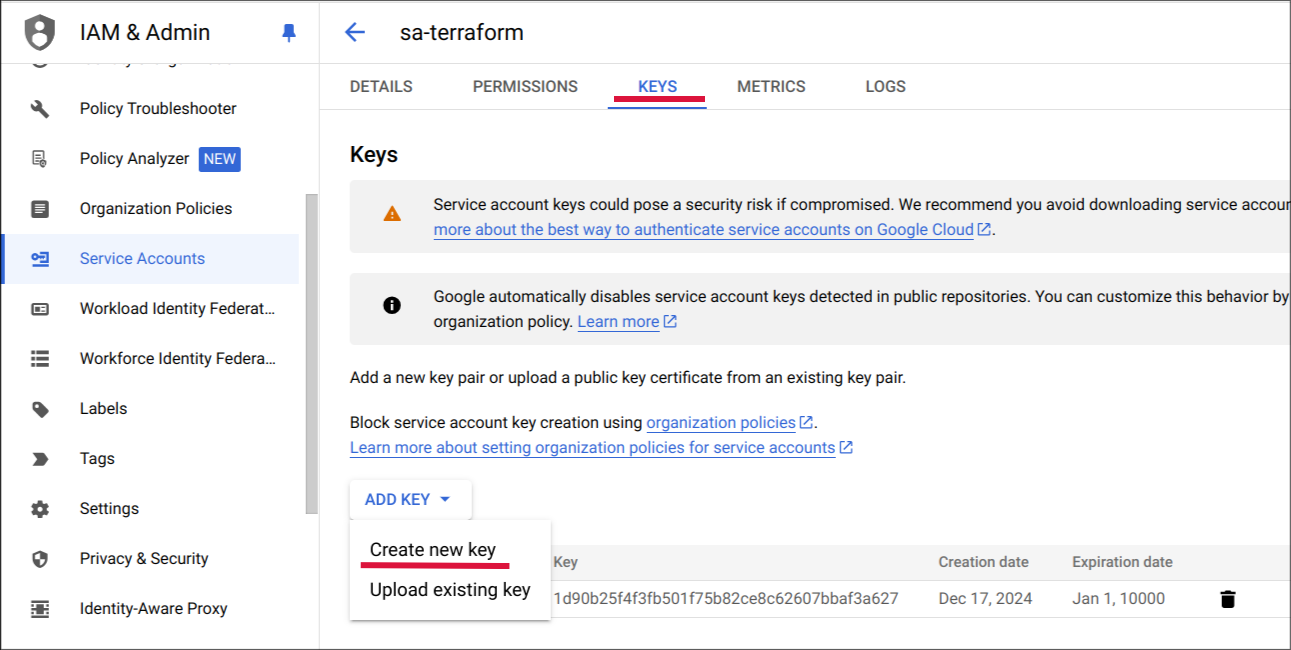 IAM & Admin
sa-terraform
Policy Troubleshooter
Policy Analyzer NEW
Organization Policies
Service Accounts
Workload Identity Federat...
Workforce Identity Federa...
Labels
Tags
Settings
Privacy & Security
Identity-Aware Proxy
DETAILS PERMISSIONS KEYS METRICS LOGS
Keys
Service account keys could pose a security risk if compromised. We recommend you avoid downloading service accour
more about the best way to authenticate service accounts on Google Cloud.
Google automatically disables service account keys detected in public repositories. You can customize this behavior by
organization policy. Learn more
Add a new key pair or upload a public key certificate from an existing key pair.
Block service account key creation using organization policies.
Learn more about setting organization policies for service accounts
ADD KEY
Create new key
Upload existing key
Key Creation date Expiration date
1d90b25f4f3fb501f75b82ce8c62607bbaf3a627 Dec 17, 2024 Jan 1, 10000